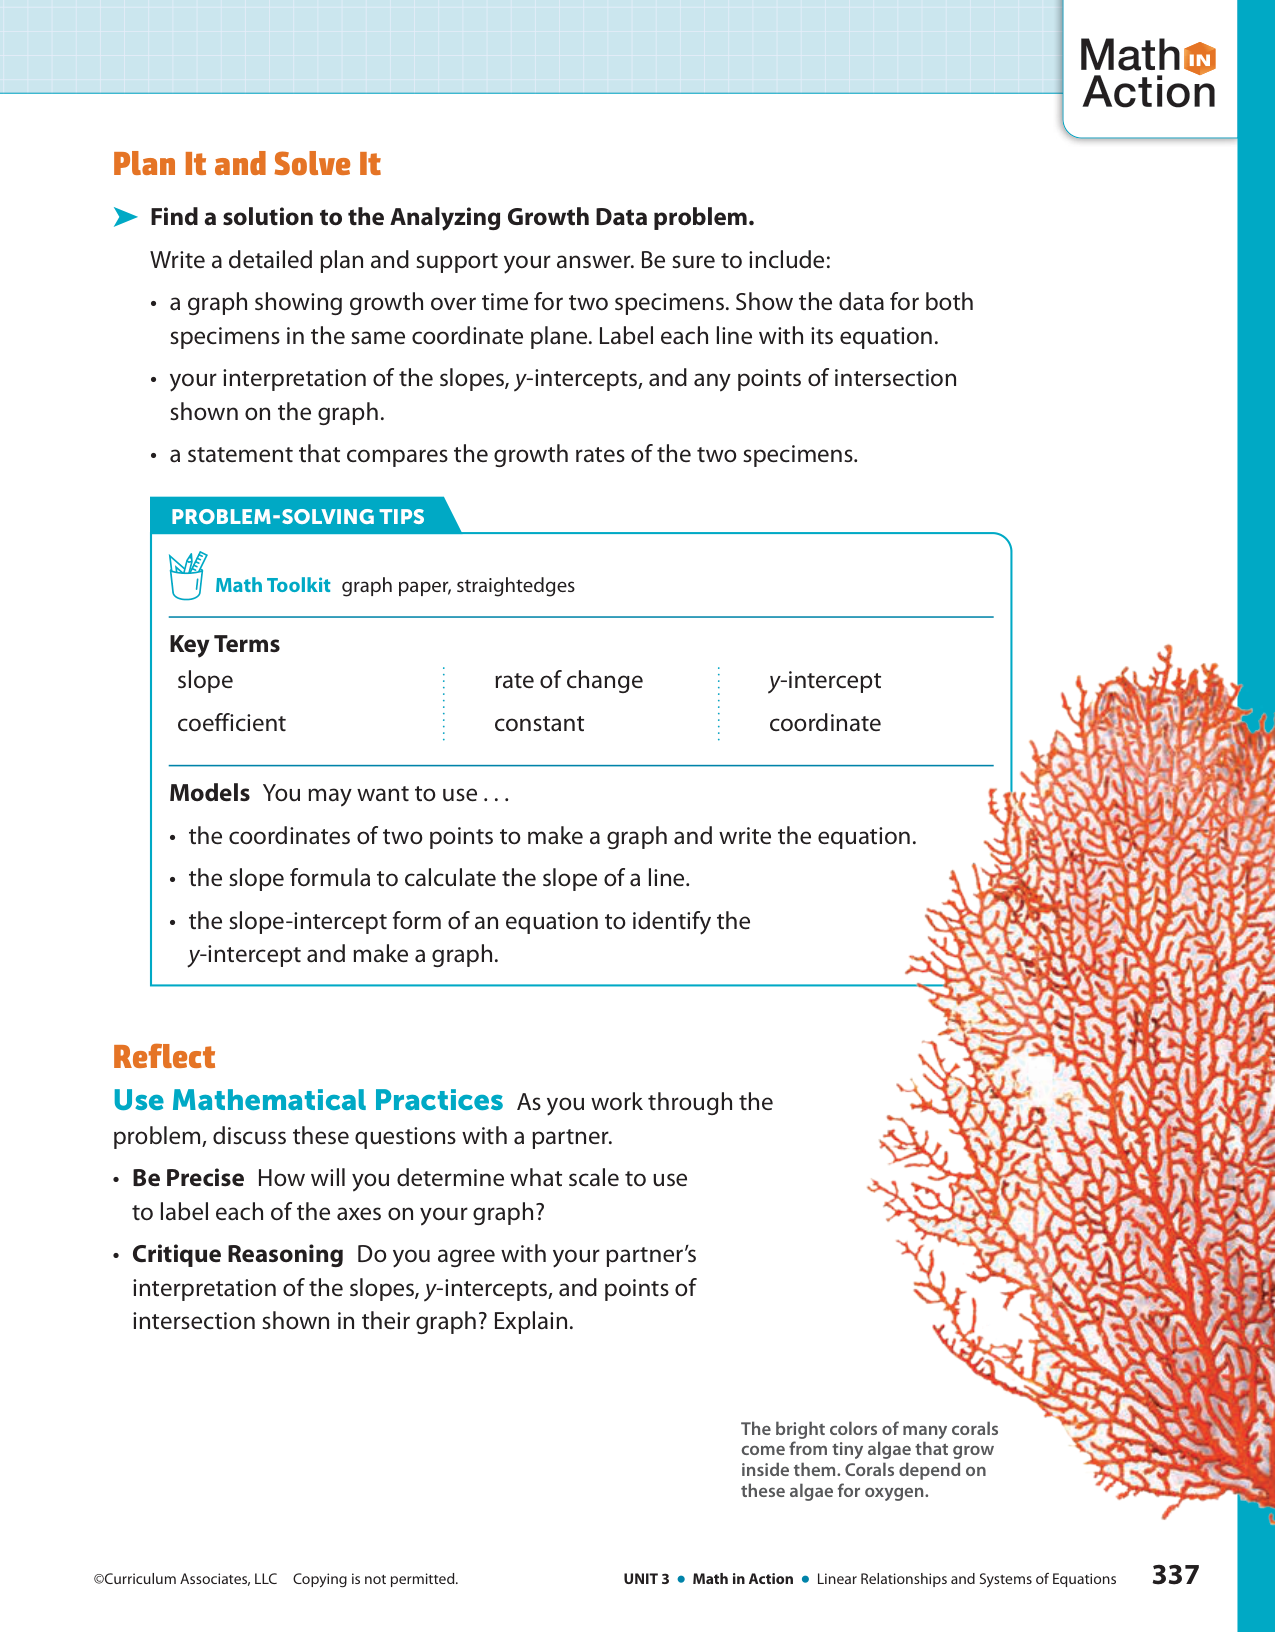 Math IN
Action
Plan It and Solve It
Find a solution to the Analyzing Growth Data problem.
Write a detailed plan and support your answer. Be sure to include:
• a graph showing growth over time for two specimens. Show the data for both
specimens in the same coordinate plane. Label each line with its equation.
• your interpretation of the slopes, y-intercepts, and any points of intersection
shown on the graph.
• a statement that compares the growth rates of the two specimens.
PROBLEM-SOLVING TIPS
Math Toolkit graph paper, straightedges
Key Terms
slope rate of change y-intercept
coefficient constant coordinate
Models You may want to use . . .
• the coordinates of two points to make a graph and write the equation.
• the slope formula to calculate the slope of a line.
• the slope-intercept form of an equation to identify the
y-intercept and make a graph.
Reflect
Use Mathematical Practices As you work through the
problem, discuss these questions with a partner.
• Be Precise How will you determine what scale to use
to label each of the axes on your graph?
• Critique Reasoning Do you agree with your partner’s
interpretation of the slopes, y-intercepts, and points of
intersection shown in their graph? Explain.
The bright colors of many corals
come from tiny algae that grow
inside them. Corals depend on
these algae for oxygen.
©Curriculum Associates, LLC Copying is not permitted. UNIT 3 • Math in Action • Linear Relationships and Systems of Equations 337